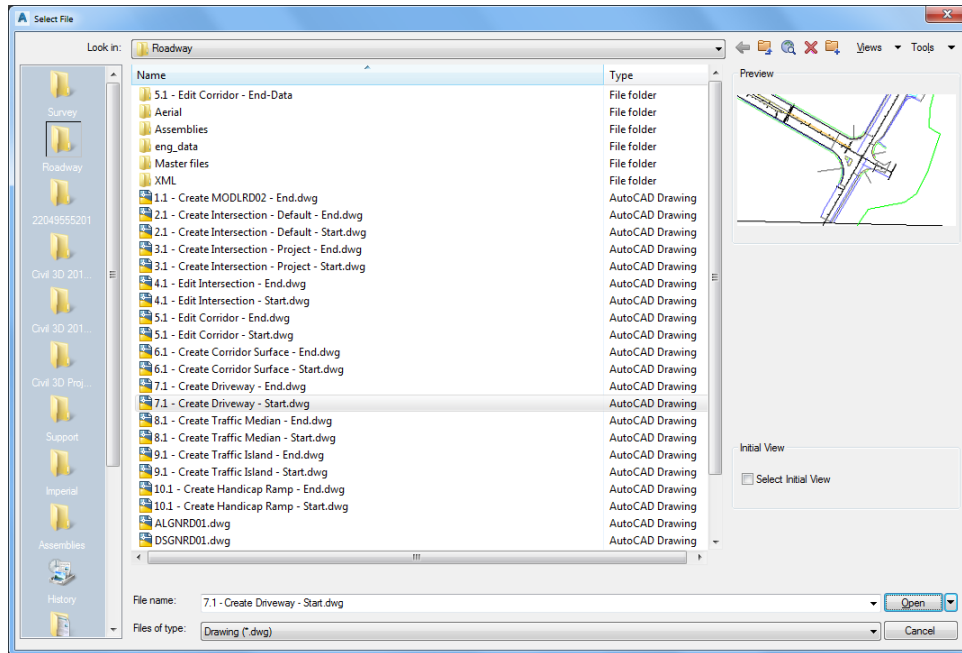 Select File
Look in: Roadway Views Tools
Survey
Roadway
22049555201
Civil 3D 201...
Civil 3D 201...
Civil 3D Proj...
Support
Imperial
Assemblies
History
Name Type
5.1 - Edit Corridor - End-Data File folder
Aerial File folder
Assemblies File folder
eng_data File folder
Master files File folder
XML File folder
1.1 - Create MODLRD02 - End.dwg AutoCAD Drawing
2.1 - Create Intersection - Default - End.dwg AutoCAD Drawing
2.1 - Create Intersection - Default - Start.dwg AutoCAD Drawing
3.1 - Create Intersection - Project - End.dwg AutoCAD Drawing
3.1 - Create Intersection - Project - Start.dwg AutoCAD Drawing
4.1 - Edit Intersection - End.dwg AutoCAD Drawing
4.1 - Edit Intersection - Start.dwg AutoCAD Drawing
5.1 - Edit Corridor - End.dwg AutoCAD Drawing
5.1 - Edit Corridor - Start.dwg AutoCAD Drawing
6.1 - Create Corridor Surface - End.dwg AutoCAD Drawing
6.1 - Create Corridor Surface - Start.dwg AutoCAD Drawing
7.1 - Create Driveway - End.dwg AutoCAD Drawing
7.1 - Create Driveway - Start.dwg AutoCAD Drawing
8.1 - Create Traffic Median - End.dwg AutoCAD Drawing
8.1 - Create Traffic Median - Start.dwg AutoCAD Drawing
9.1 - Create Traffic Island - End.dwg AutoCAD Drawing
9.1 - Create Traffic Island - Start.dwg AutoCAD Drawing
10.1 - Create Handicap Ramp - End.dwg AutoCAD Drawing
10.1 - Create Handicap Ramp - Start.dwg AutoCAD Drawing
ALGNRD01.dwg AutoCAD Drawing
DSGNRD01.dwg AutoCAD Drawing
Preview
Initial View
Select Initial View
File name: 7.1 - Create Driveway - Start.dwg Open
Files of type: Drawing (*.dwg) Cancel